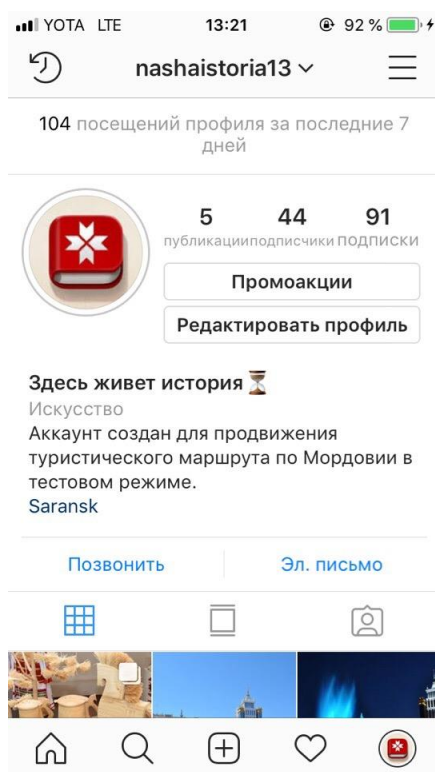 YOTA LTE 13:21 92 %
nashaistoria13
104 посещений профиля за последние 7
дней
5 44 91
публикации подписчики подписки
Промоакции
Редактировать профиль
Здесь живет история
Искусство
Аккаунт создан для продвижения
туристического маршрута по Мордовии в
тестовом режиме.
Saransk
Позвонить Эл. письмо